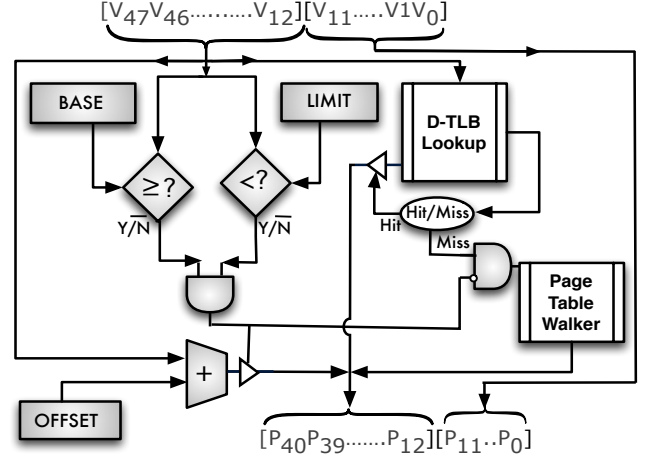 [V47V46..............V12][V11.....V1V0]
BASE
LIMIT
D-TLB
Lookup
≥?
<?
Hit/Miss
Hit
Y/N̅
Y/N̅
Miss
Page
Table
Walker
+
OFFSET
[P40P39.......P12][P11..P0]